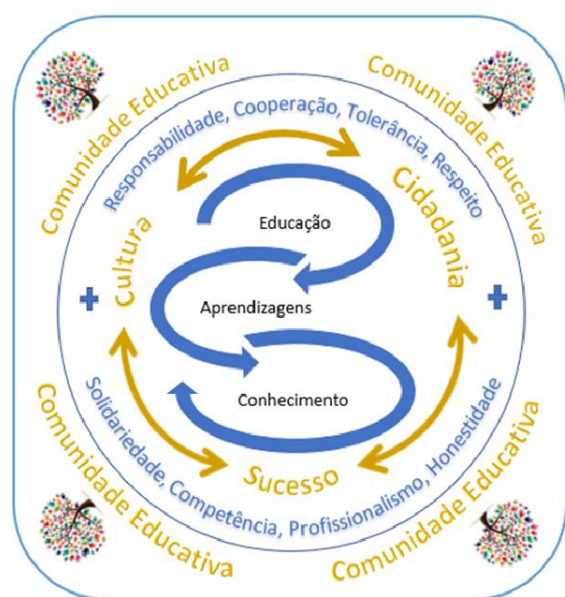 Comunidade Educativa
Comunidade Educativa
Responsabilidade, Cooperação, Tolerância, Respeito
Cultura
Cidadania
Educação
+
Aprendizagens
+
Conhecimento
Sucesso
Solidariedade, Competência, Profissionalismo, Honestidade
Comunidade Educativa
Comunidade Educativa